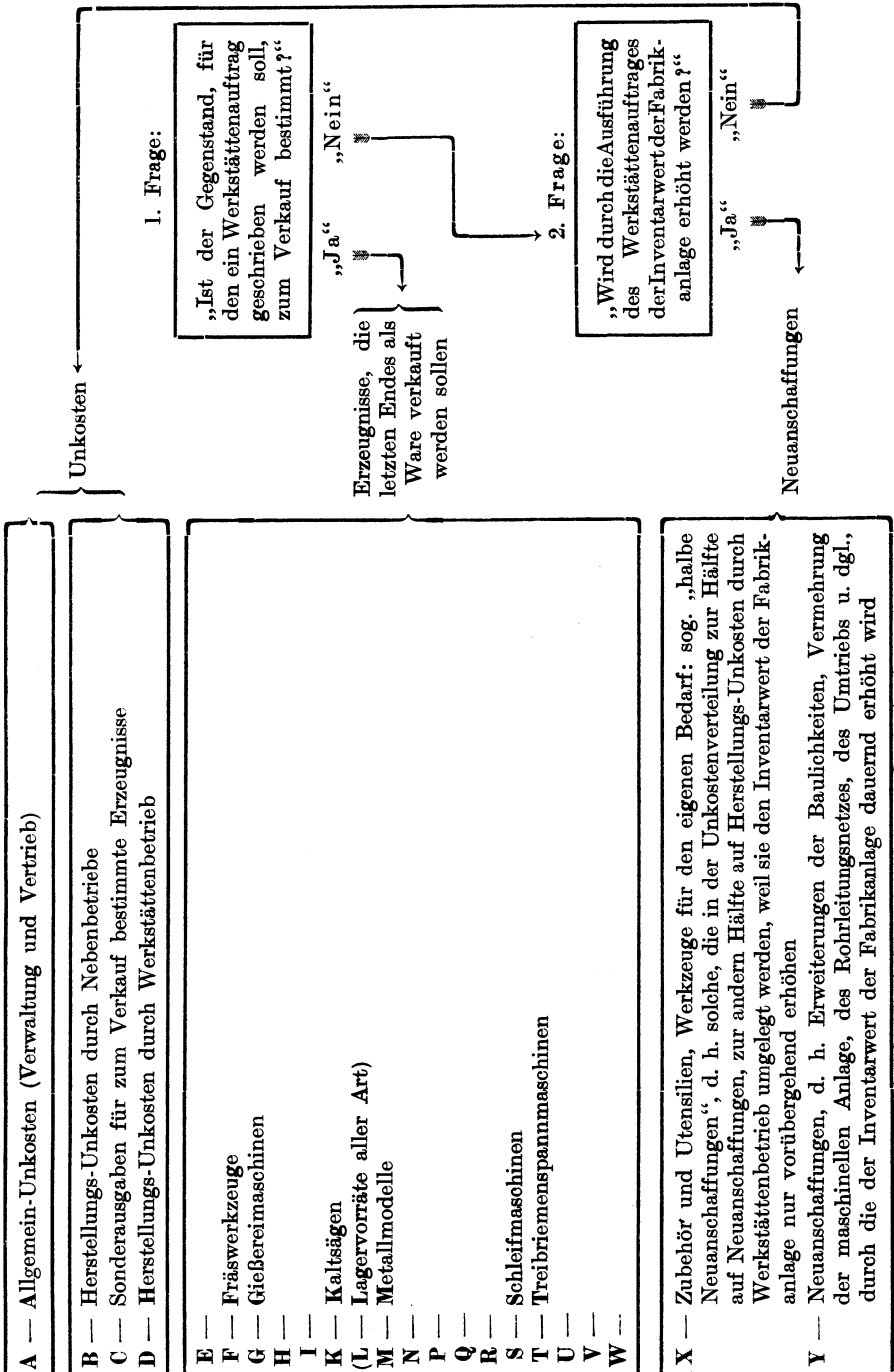 A — Allgemein-Unkosten (Verwaltung und Vertrieb)
B — Herstellungs-Unkosten durch Nebenbetriebe
C — Sonderausgaben für zum Verkauf bestimmte Erzeugnisse
D — Herstellungs-Unkosten durch Werkstättenbetrieb
Unkosten
E —
F — Fräswerkzeuge
G — Gießereimaschinen
H —
I —
K — Kaltsägen
(L — Lagervorräte aller Art)
M — Metallmodelle
N —
P —
Q —
R —
S — Schleifmaschinen
T — Treibriemenspannmaschinen
U —
V —
W —
Erzeugnisse, die
letzten Endes als
Ware verkauft
werden sollen
X — Zubehör und Utensilien, Werkzeuge für den eigenen Bedarf: sog. „halbe
Neuanschaffungen“, d. h. solche, die in der Unkostenverteilung zur Hälfte
auf Neuanschaffungen, zur andern Hälfte auf Herstellungs-Unkosten durch
Werkstättenbetrieb umgelegt werden, weil sie den Inventarwert der Fabrik-
anlage nur vorübergehend erhöhen
Y — Neuanschaffungen, d. h. Erweiterungen der Baulichkeiten, Vermehrung
der maschinellen Anlage, des Rohrleitungsnetzes, des Umtriebs u. dgl.,
durch die der Inventarwert der Fabrikanlage dauernd erhöht wird
Neuanschaffungen
1. Frage:
„Ist der Gegenstand, für
den ein Werkstättenauftrag
geschrieben werden soll,
zum Verkauf bestimmt?“
„Ja“ „Nein“
2. Frage:
„Wird durch die Ausführung
des Werkstättenauftrages
der Inventarwert der Fabrik-
anlage erhöht werden?“
„Ja“ „Nein“